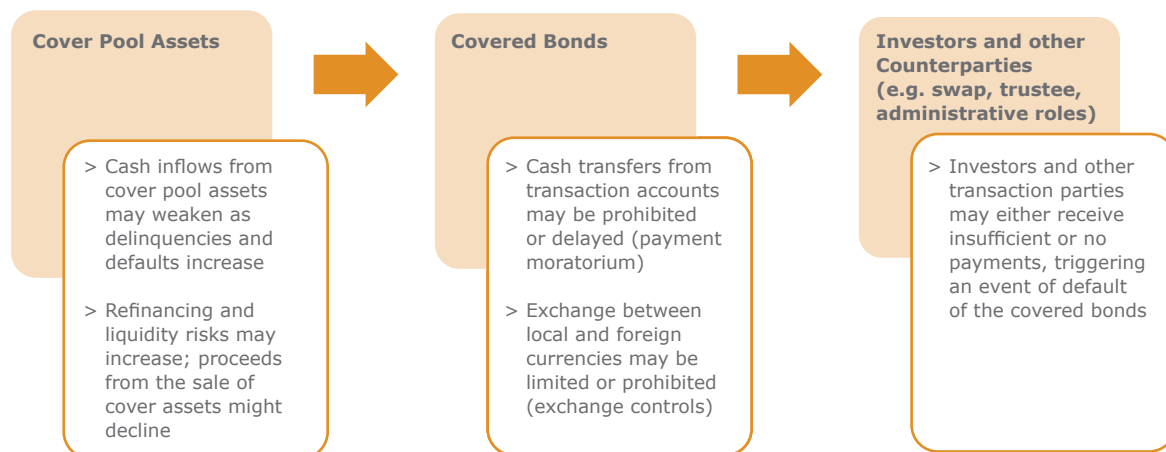 Cover Pool Assets
> Cash inflows from
cover pool assets
may weaken as
delinquencies and
defaults increase
> Refinancing and
liquidity risks may
increase; proceeds
from the sale of
cover assets might
decline
Covered Bonds
> Cash transfers from
transaction accounts
may be prohibited
or delayed (payment
moratorium)
> Exchange between
local and foreign
currencies may be
limited or prohibited
(exchange controls)
Investors and other
Counterparties
(e.g. swap, trustee,
administrative roles)
> Investors and other
transaction parties
may either receive
insufficient or no
payments, triggering
an event of default
of the covered bonds